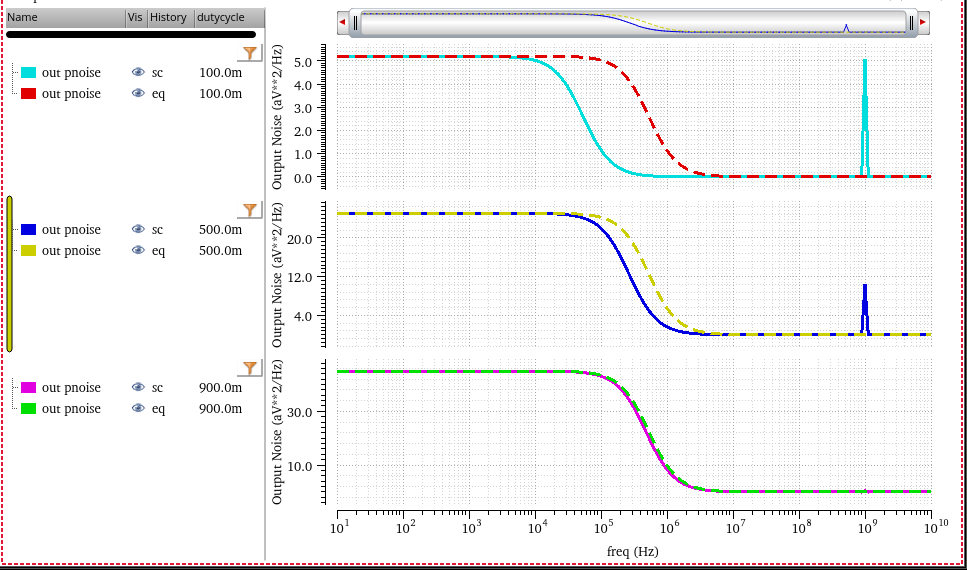 Name Vis History dutycycle
out pnoise sc 100.0m
out pnoise eq 100.0m
out pnoise sc 500.0m
out pnoise eq 500.0m
out pnoise sc 900.0m
out pnoise eq 900.0m
Output Noise (aV**2/Hz)
5.0
4.0
3.0
2.0
1.0
0.0
Output Noise (aV**2/Hz)
20.0
12.0
4.0
Output Noise (aV**2/Hz)
30.0
10.0
10^1 10^2 10^3 10^4 10^5 10^6 10^7 10^8 10^9 10^10
freq (Hz)